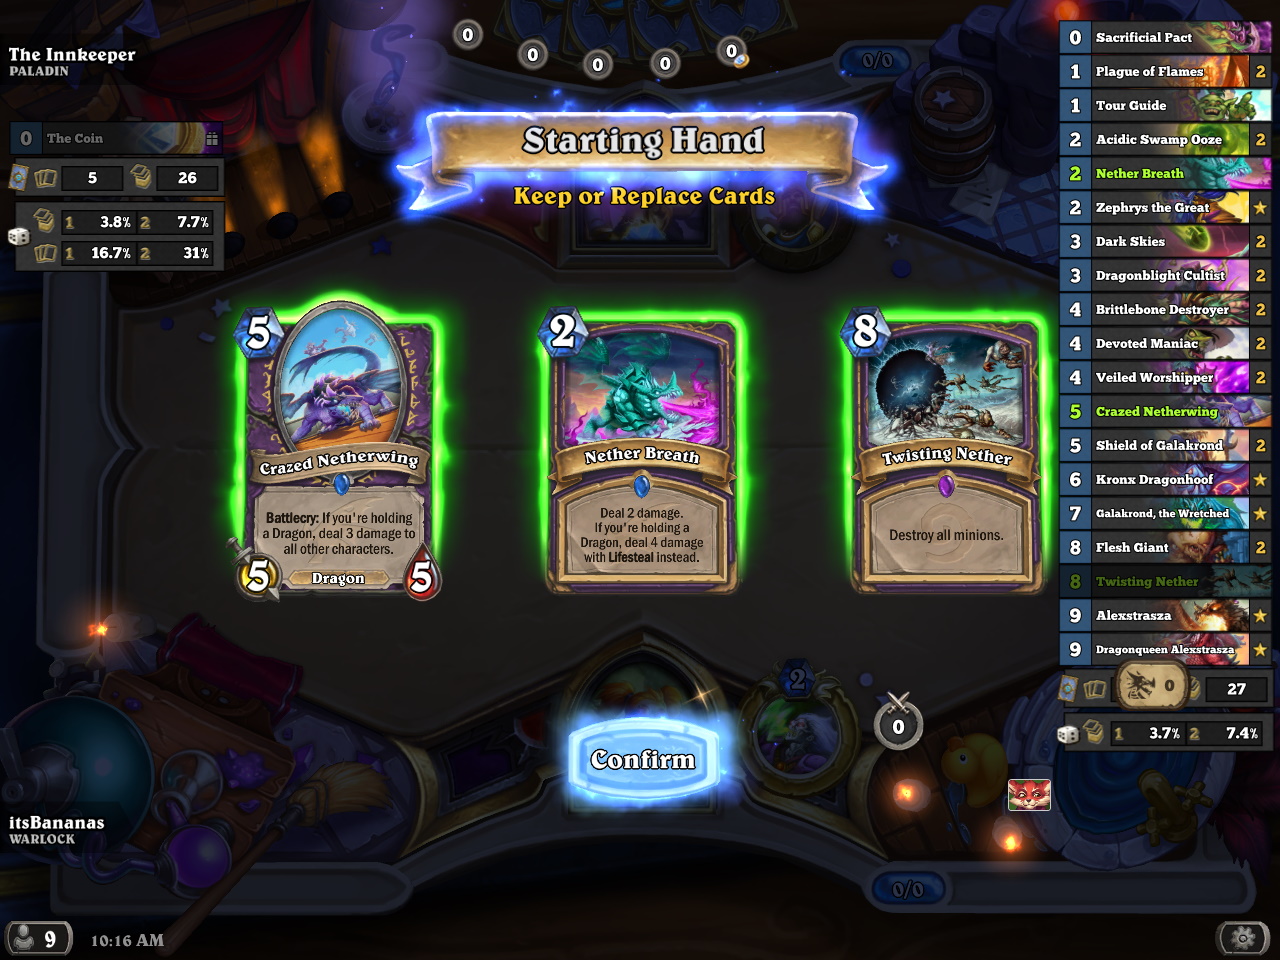 The Innkeeper
PALADIN
0 The Coin
5 26
1 3.8% 2 7.7%
1 16.7% 2 31%
0
0
0
0
0
0/0
Starting Hand
Keep or Replace Cards
5
Crazed Netherwing
Battlecry: If you're holding
a Dragon, deal 3 damage to
all other characters.
5 Dragon 5
2
Nether Breath
Deal 2 damage.
If you're holding a
Dragon, deal 4 damage
with Lifesteal instead.
8
Twisting Nether
Destroy all minions.
0 Sacrificial Pact
1 Plague of Flames 2
1 Tour Guide
2 Acidic Swamp Ooze 2
2 Nether Breath
2 Zephrys the Great
3 Dark Skies 2
3 Dragonblight Cultist 2
4 Brittlebone Destroyer 2
4 Devoted Maniac 2
4 Veiled Worshipper 2
5 Crazed Netherwing
5 Shield of Galakrond 2
6 Kronx Dragonhoof
7 Galakrond, the Wretched
8 Flesh Giant 2
8 Twisting Nether
9 Alexstrasza
9 Dragonqueen Alexstrasza
0 27
1 3.7% 2 7.4%
2
0
Confirm
itsBananas
WARLOCK
0/0
9 10:16 AM